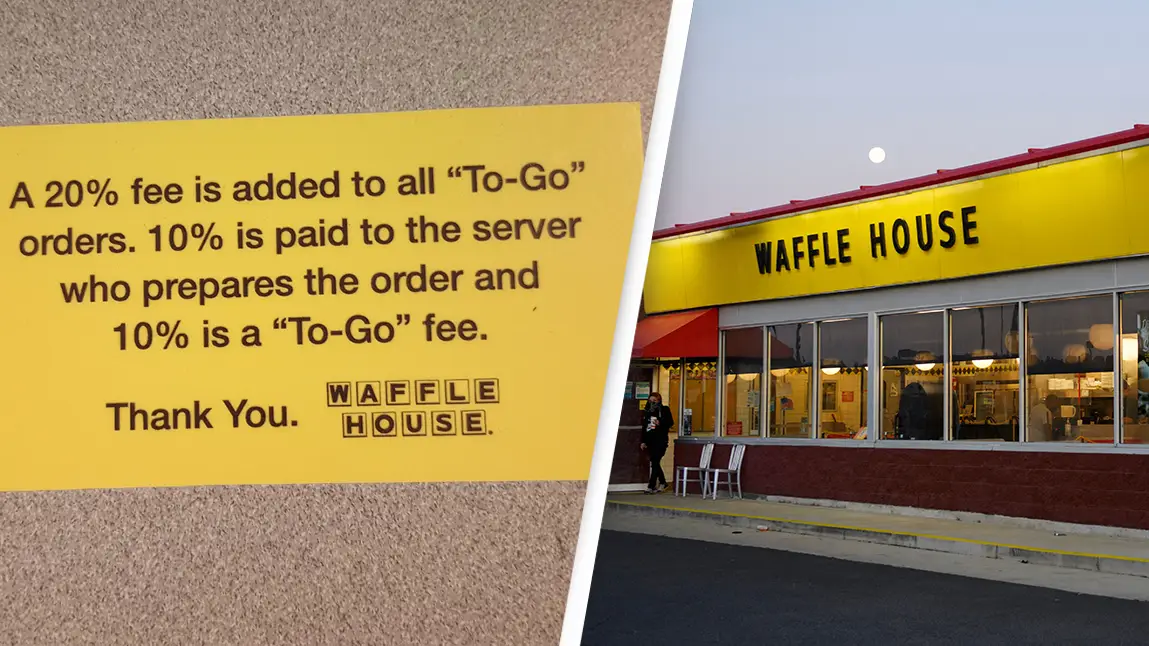 A 20% fee is added to all “To-Go”
orders. 10% is paid to the server
who prepares the order and
10% is a “To-Go” fee.
Thank You.
WAFFLE
HOUSE.
WAFFLE HOUSE